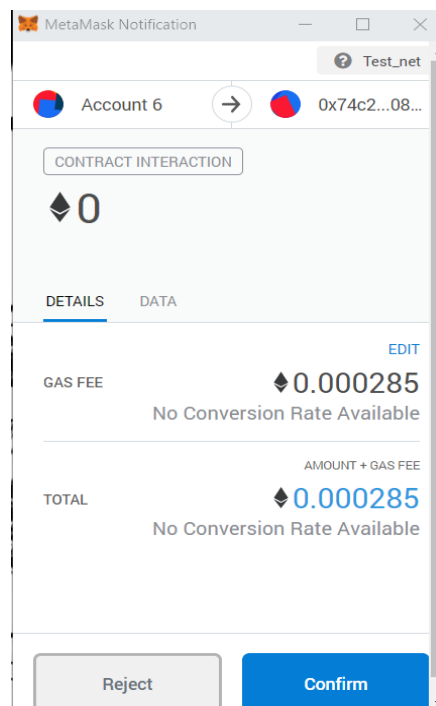 MetaMask Notification
Test_net
Account 6
0x74c2...08...
CONTRACT INTERACTION
0
DETAILS DATA
EDIT
GAS FEE 0.000285
No Conversion Rate Available
AMOUNT + GAS FEE
TOTAL 0.000285
No Conversion Rate Available
Reject Confirm